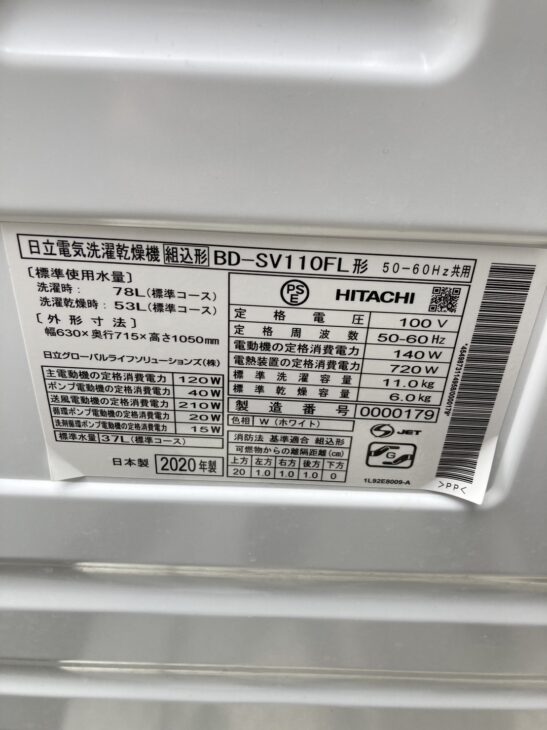 日立電気洗濯乾燥機 組込形 BD-SV110FL形 50-60Hz共用
〔標準使用水量〕
洗濯時: 78L(標準コース)
洗濯乾燥時: 53L(標準コース)
〔外形寸法〕
幅630×奥行715×高さ1050mm
日立グローバルライフソリューションズ(株)
主電動機の定格消費電力 120W
ポンプ電動機の定格消費電力 40W
送風電動機の定格消費電力 210W
循環ポンプ電動機の定格消費電力 20W
洗剤循環ポンプ電動機の定格消費電力 15W
標準水量 37L(標準コース)
日本製 2020年製
PSE HITACHI
定格電圧 100V
定格周波数 50-60Hz
電動機の定格消費電力 140W
電熱装置の定格消費電力 720W
標準洗濯容量 11.0kg
標準乾燥容量 6.0kg
製造番号 0000179
色相 W(ホワイト)
消防法 基準適合 組込形
可燃物からの離隔距離(cm)
上方 左方 右方 後方 下方
20 1.0 1.0 1.0 0
S JET
G
1L92E8009-A
>PP<